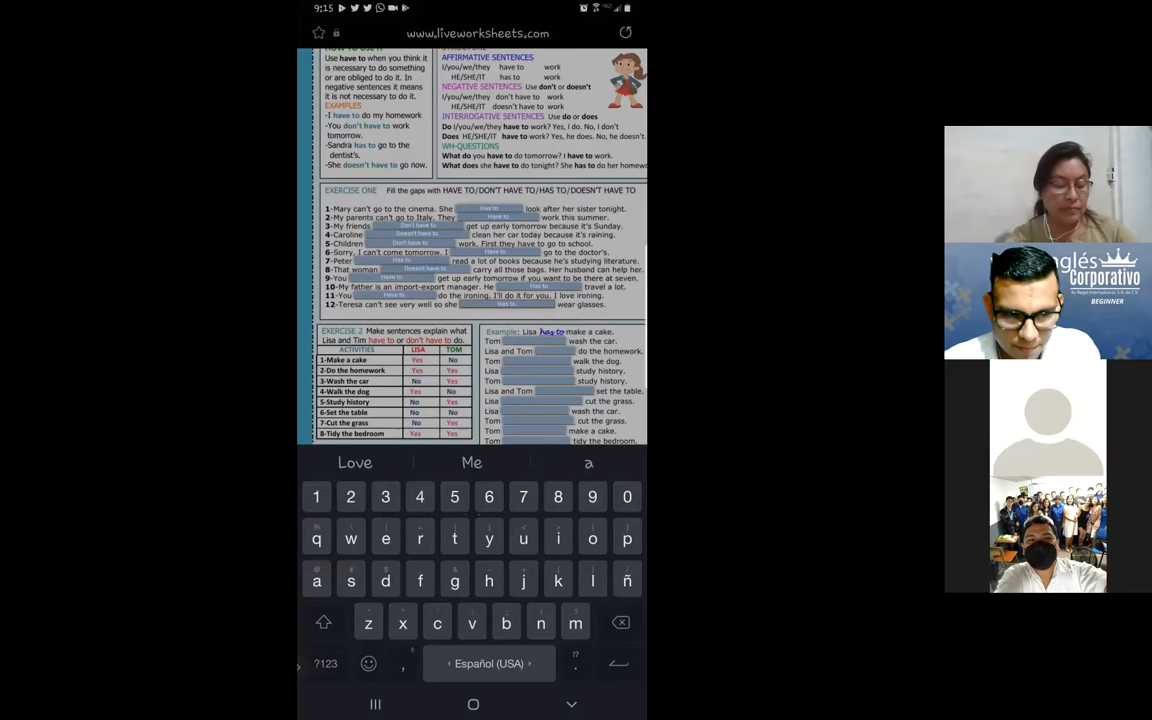 9:15
www.liveworksheets.com
HOW TO USE IT
Use have to when you think it
is necessary to do something
or are obliged to do it. In
negative sentences it means
it is not necessary to do it.
EXAMPLES
-I have to do my homework
-You don't have to work
tomorrow.
-Sandra has to go to the
dentist's.
-She doesn't have to go now.
STRUCTURE
AFFIRMATIVE SENTENCES
I/you/we/they have to work
HE/SHE/IT has to work
NEGATIVE SENTENCES Use don't or doesn't
I/you/we/they don't have to work
HE/SHE/IT doesn't have to work
INTERROGATIVE SENTENCES Use do or does
Do I/you/we/they have to work? Yes, I do. No, I don't
Does HE/SHE/IT have to work? Yes, he does. No, he doesn't.
WH-QUESTIONS
What do you have to do tomorrow? I have to work.
What does she have to do tonight? She has to do her homew
EXERCISE ONE Fill the gaps with HAVE TO/DON'T HAVE TO/HAS TO/DOESN'T HAVE TO
1-Mary can't go to the cinema. She Has to look after her sister tonight.
2-My parents can't go to Italy. They Have to work this summer.
3-My friends Don't have to get up early tomorrow because it's Sunday.
4-Caroline Doesn't have to clean her car today because it's raining.
5-Children Don't have to work. First they have to go to school.
6-Sorry, I can't come tomorrow. I Have to go to the doctor's.
7-Peter Has to read a lot of books because he's studying literature.
8-That woman Doesn't have to carry all those bags. Her husband can help her.
9-You Have to get up early tomorrow if you want to be there at seven.
10-My father is an import-export manager. He Has to travel a lot.
11-You Have to do the ironing. I'll do it for you. I love ironing.
12-Teresa can't see very well so she Has to wear glasses.
EXERCISE 2 Make sentences explain what
Lisa and Tim have to or don't have to do.
ACTIVITIES LISA TOM
1-Make a cake Yes No
2-Do the homework Yes Yes
3-Wash the car No Yes
4-Walk the dog Yes No
5-Study history No Yes
6-Set the table No No
7-Cut the grass No Yes
8-Tidy the bedroom Yes Yes
Example: Lisa has to make a cake.
Tom wash the car.
Lisa and Tom do the homework.
Tom walk the dog.
Lisa study history.
Tom study history.
Lisa and Tom set the table.
Lisa cut the grass.
Lisa wash the car.
Tom cut the grass.
Tom make a cake.
Tom tidy the bedroom.
Love Me a
1 2 3 4 5 6 7 8 9 0
q w e r t y u i o p
a s d f g h j k l ñ
z x c v b n m
?123 , Español (USA) .
Inglés
Corporativo
By Regal International, S.A. de C.V.
BEGINNER